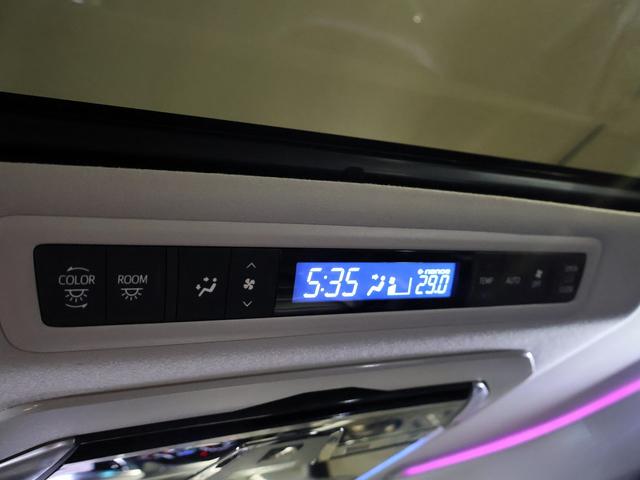 COLOR
ROOM
5:35
nanoe
29.0
TEMP
AUTO
OFF